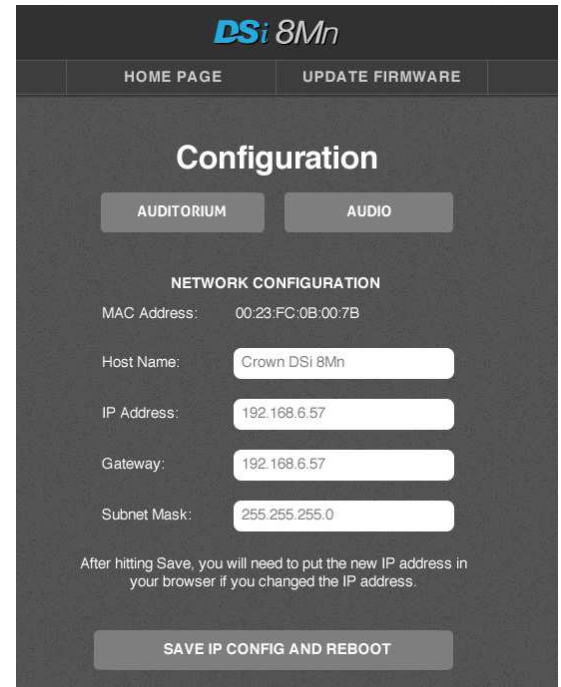 DSi 8Mn
HOME PAGE UPDATE FIRMWARE
Configuration
AUDITORIUM AUDIO
NETWORK CONFIGURATION
MAC Address: 00:23:FC:0B:00:7B
Host Name: Crown DSi 8Mn
IP Address: 192.168.6.57
Gateway: 192.168.6.57
Subnet Mask: 255.255.255.0
After hitting Save, you will need to put the new IP address in
your browser if you changed the IP address.
SAVE IP CONFIG AND REBOOT